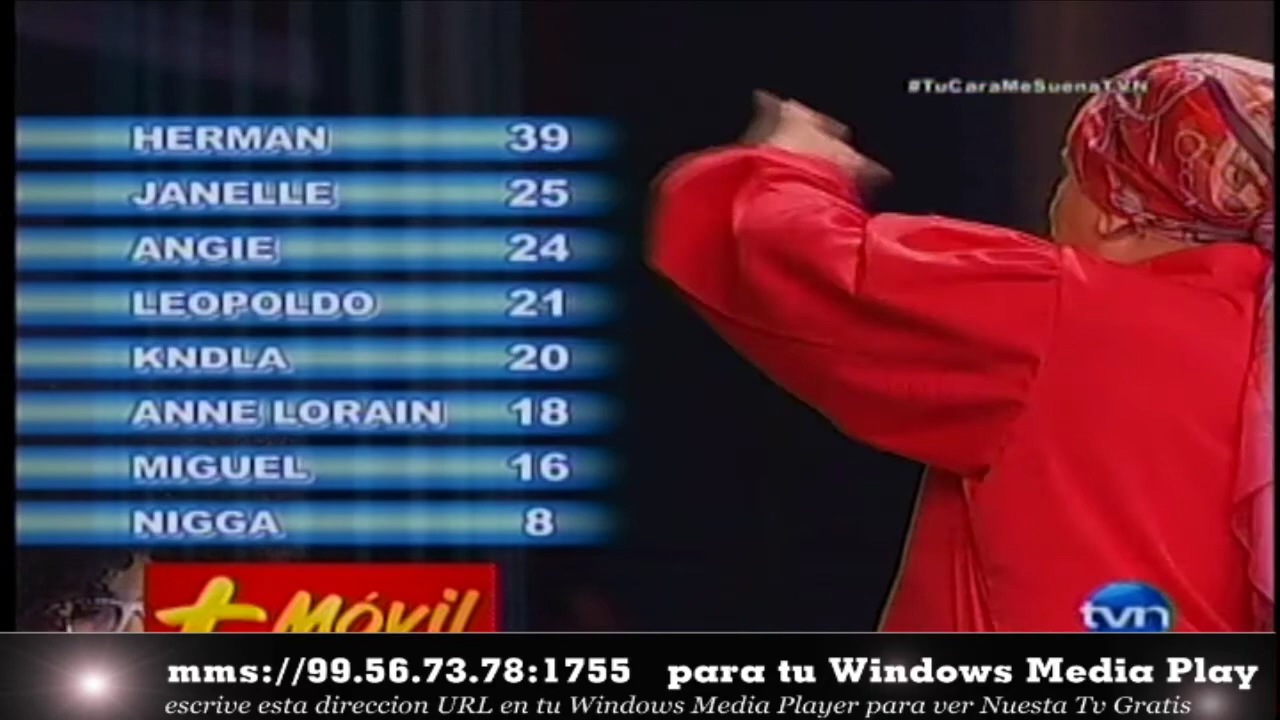 #TuCaraMeSuenaTVN
HERMAN 39
JANELLE 25
ANGIE 24
LEOPOLDO 21
KNDLA 20
ANNE LORAIN 18
MIGUEL 16
NIGGA 8
+ Móvil
tvn
mms://99.56.73.78:1755 para tu Windows Media Play
escrive esta direccion URL en tu Windows Media Player para ver Nuesta Tv Gratis